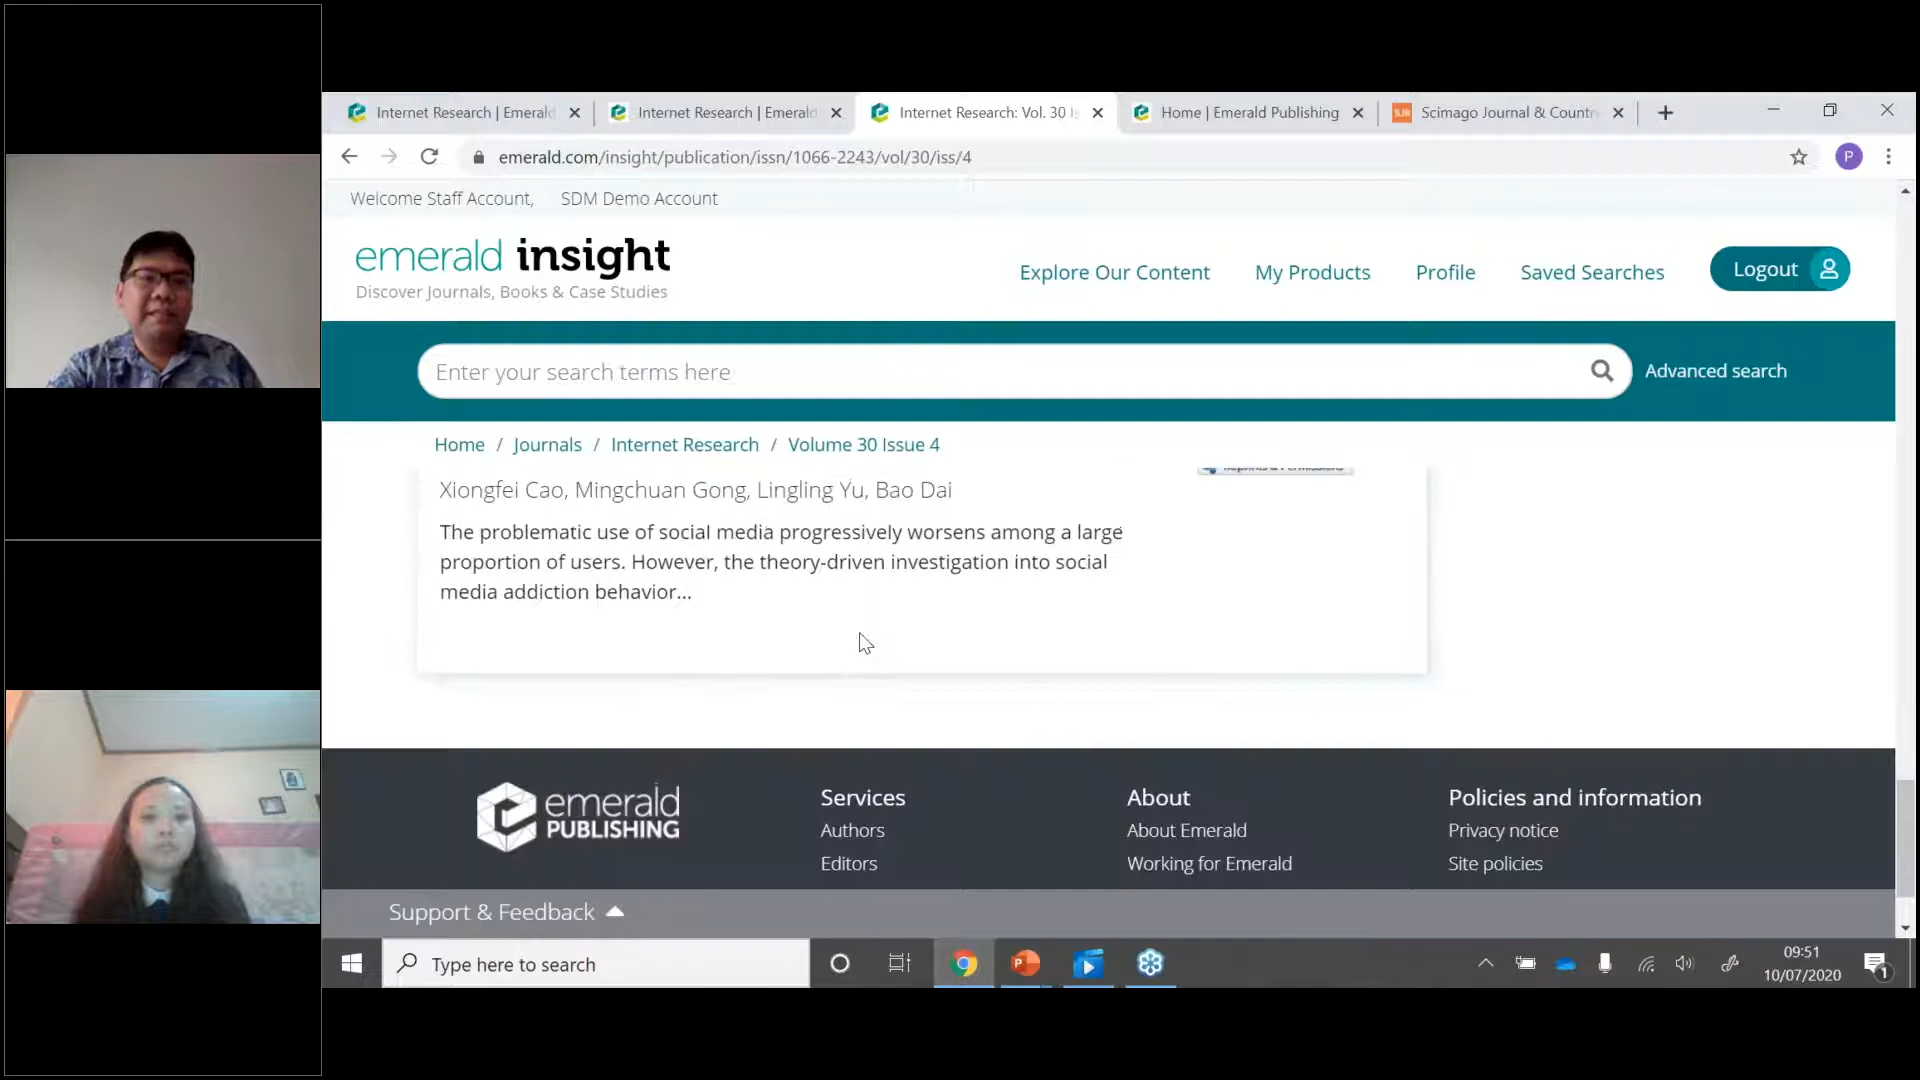 Internet Research | Emerald
Internet Research | Emerald
Internet Research: Vol. 30 Is
Home | Emerald Publishing
Scimago Journal & Countr
emerald.com/insight/publication/issn/1066-2243/vol/30/iss/4
P
Welcome Staff Account, SDM Demo Account
emerald insight
Discover Journals, Books & Case Studies
Explore Our Content
My Products
Profile
Saved Searches
Logout
Enter your search terms here
Advanced search
Home / Journals / Internet Research / Volume 30 Issue 4
Reprints & Permissions
Xiongfei Cao, Mingchuan Gong, Lingling Yu, Bao Dai
The problematic use of social media progressively worsens among a large
proportion of users. However, the theory-driven investigation into social
media addiction behavior...
emerald
PUBLISHING
Services
Authors
Editors
About
About Emerald
Working for Emerald
Policies and information
Privacy notice
Site policies
Support & Feedback
Type here to search
09:51
10/07/2020
1